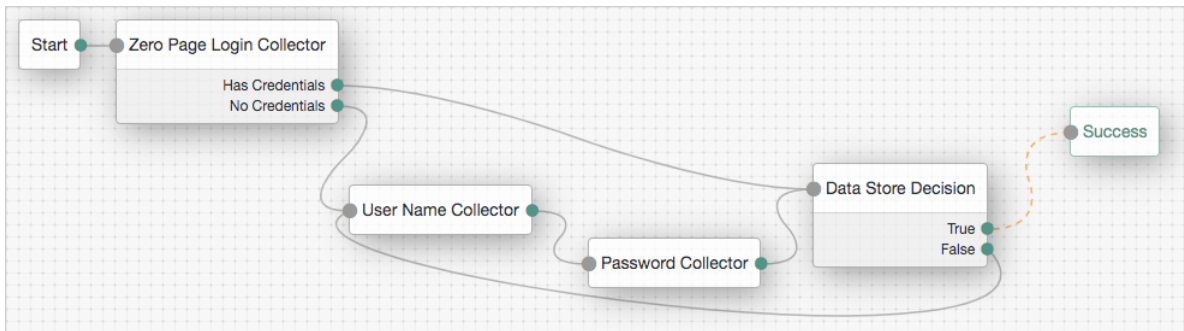 Start
Zero Page Login Collector
Has Credentials
No Credentials
Success
User Name Collector
Data Store Decision
True
False
Password Collector